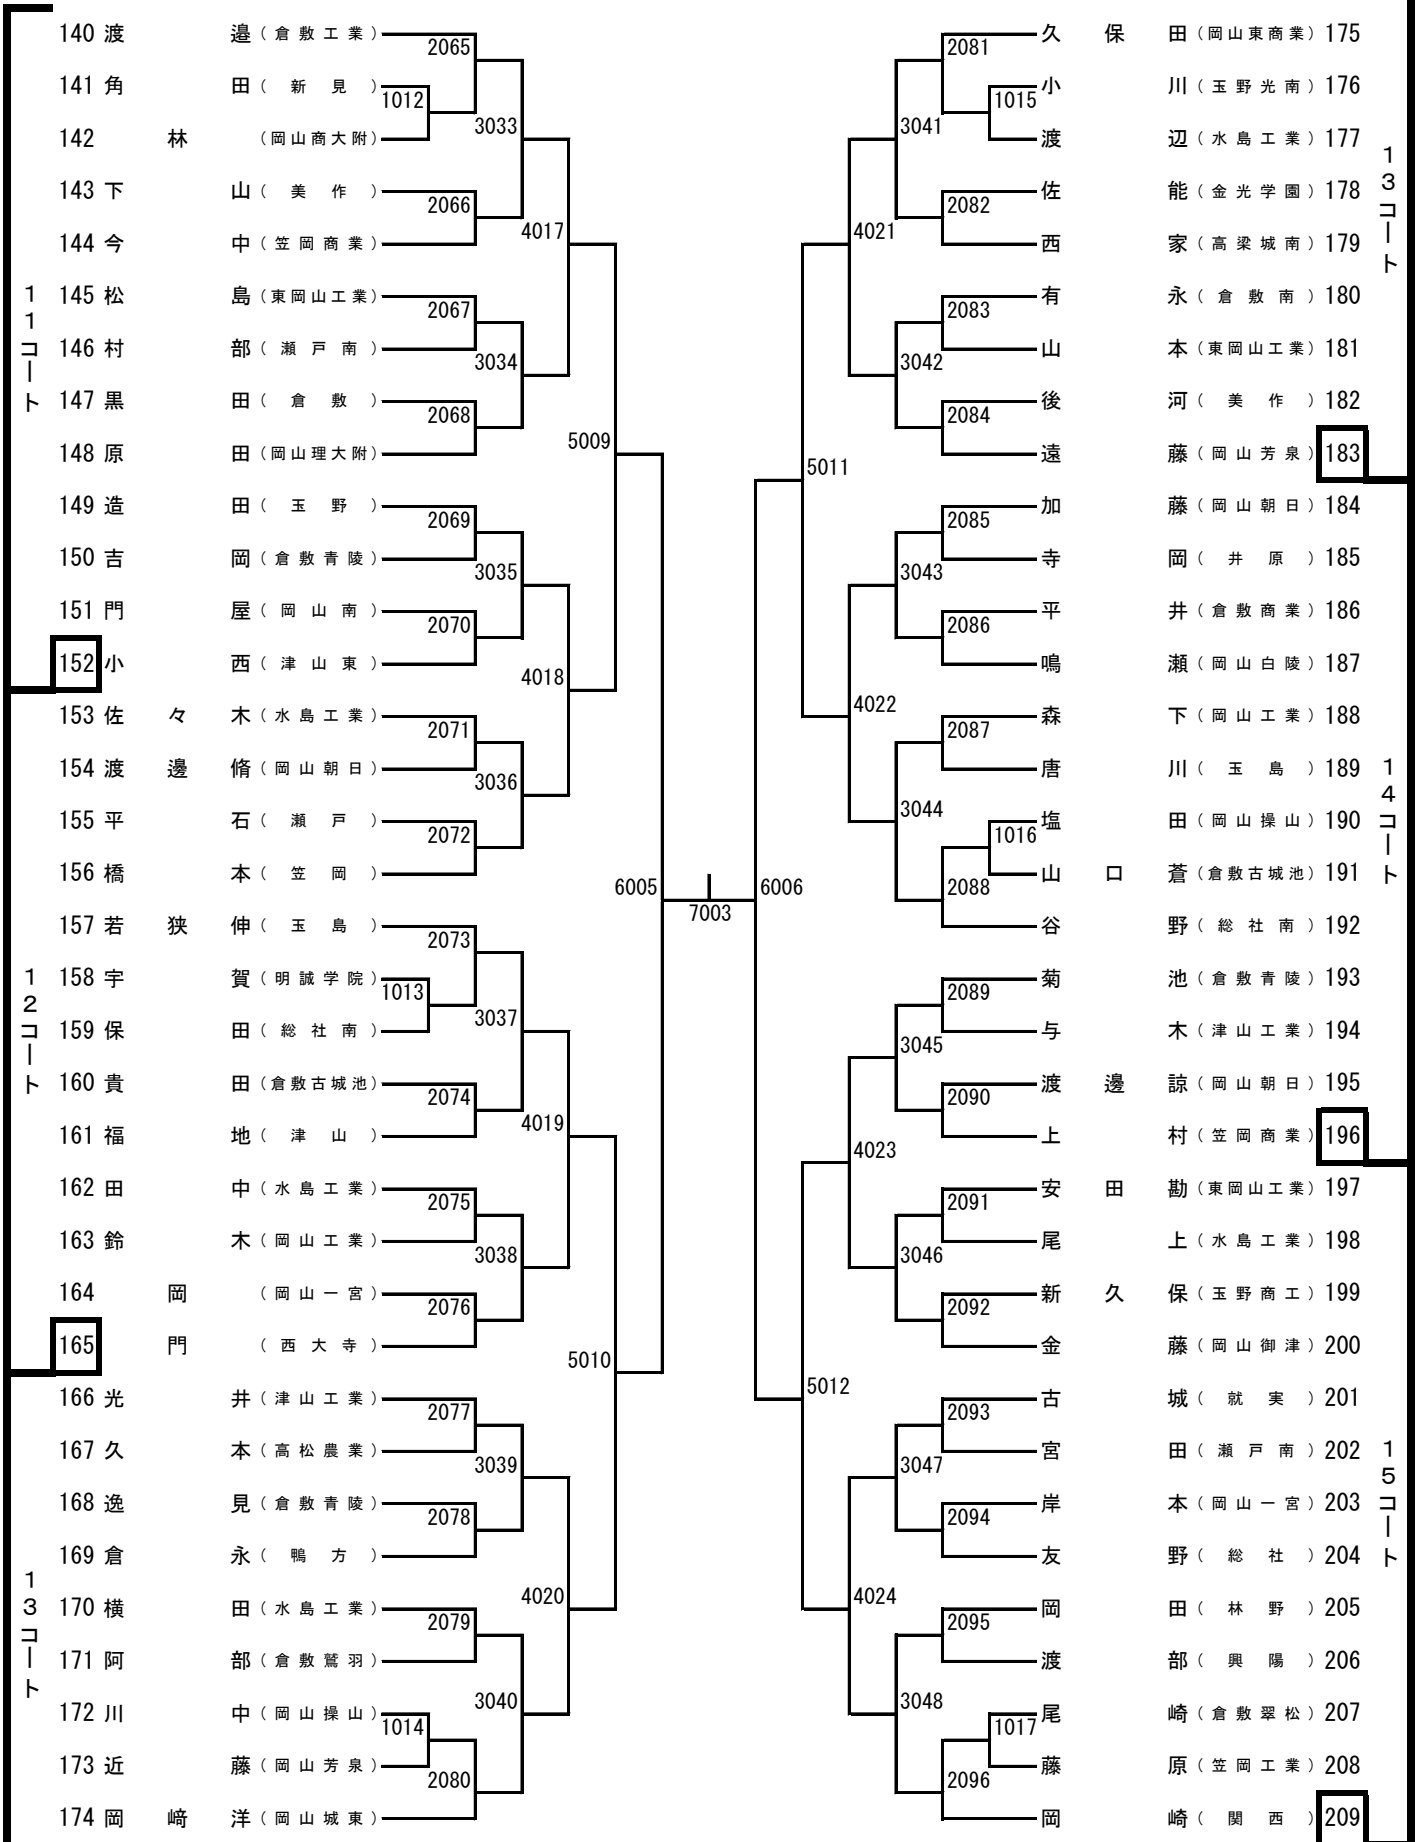 11コート
140 渡邉（倉敷工業）
141 角田（新見）
142 林（岡山商大附）
143 下山（美作）
144 今中（笠岡商業）
145 松島（東岡山工業）
146 村部（瀬戸南）
147 黒田（倉敷）
148 原田（岡山理大附）
149 造田（玉野）
150 吉岡（倉敷青陵）
151 門屋（岡山南）
152 小西（津山東）
12コート
153 佐々木（水島工業）
154 渡邊脩（岡山朝日）
155 平石（瀬戸）
156 橋本（笠岡）
157 若狭伸（玉島）
158 宇賀（明誠学院）
159 保田（総社南）
160 貴田（倉敷古城池）
161 福地（津山）
162 田中（水島工業）
163 鈴木（岡山工業）
164 岡（岡山一宮）
165 門（西大寺）
13コート
166 光井（津山工業）
167 久本（高松農業）
168 逸見（倉敷青陵）
169 倉永（鴨方）
170 横田（水島工業）
171 阿部（倉敷鷲羽）
172 川中（岡山操山）
173 近藤（岡山芳泉）
174 岡﨑洋（岡山城東）
1012
1013
1014
2065
2066
2067
2068
2069
2070
2071
2072
2073
2074
2075
2076
2077
2078
2079
2080
3033
3034
3035
3036
3037
3038
3039
3040
4017
4018
4019
4020
5009
5010
6005
7003
6006
5011
5012
4021
4022
4023
4024
3041
3042
3043
3044
3045
3046
3047
3048
2081
2082
2083
2084
2085
2086
2087
2088
2089
2090
2091
2092
2093
2094
2095
2096
1015
1016
1017
久保田（岡山東商業）175
小川（玉野光南）176
渡辺（水島工業）177
佐能（金光学園）178
西家（高梁城南）179
有永（倉敷南）180
山本（東岡山工業）181
後河（美作）182
遠藤（岡山芳泉）183
13コート
加藤（岡山朝日）184
寺岡（井原）185
平井（倉敷商業）186
鳴瀬（岡山白陵）187
森下（岡山工業）188
唐川（玉島）189
塩田（岡山操山）190
山口蒼（倉敷古城池）191
谷野（総社南）192
菊池（倉敷青陵）193
与木（津山工業）194
渡邊諒（岡山朝日）195
上村（笠岡商業）196
14コート
安田勘（東岡山工業）197
尾上（水島工業）198
新久保（玉野商工）199
金藤（岡山御津）200
古城（就実）201
宮田（瀬戸南）202
岸本（岡山一宮）203
友野（総社）204
岡田（林野）205
渡部（興陽）206
尾崎（倉敷翠松）207
藤原（笠岡工業）208
岡崎（関西）209
15コート